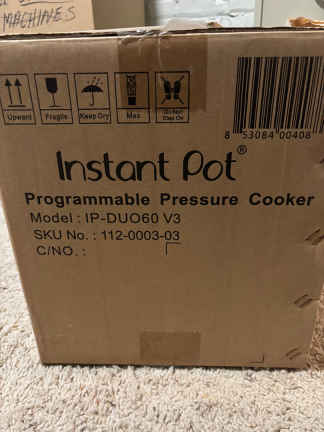 MACHINES
Upward Fragile Keep Dry Max Do Not Step On
8 53084 00408
Instant Pot®
Programmable Pressure Cooker
Model : IP-DUO60 V3
SKU No. : 112-0003-03
C/NO. :